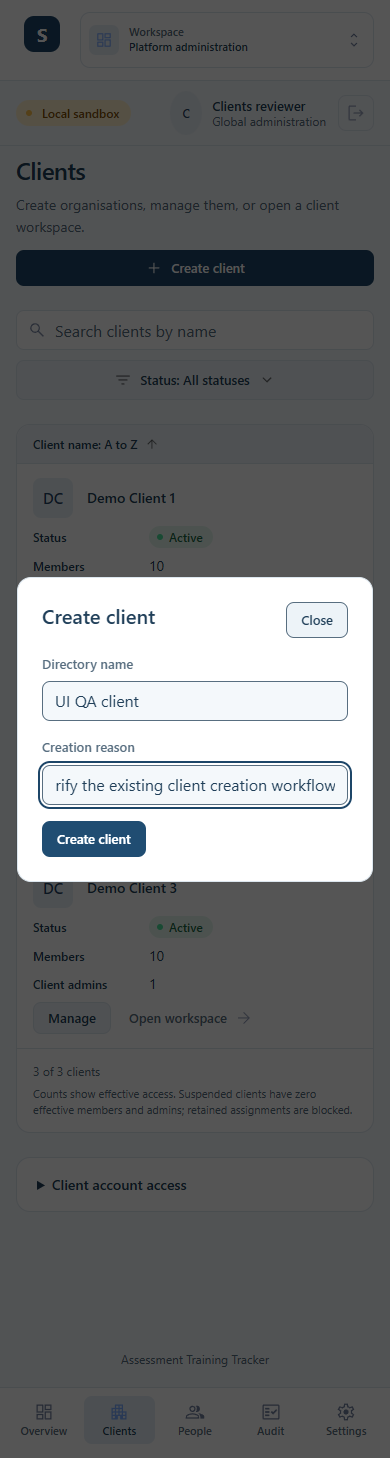 S
Workspace
Platform administration
Local sandbox
C
Clients reviewer
Global administration
Clients
Create organisations, manage them, or open a client
workspace.
Create client
Search clients by name
Status: All statuses
Client name: A to Z
DC
Demo Client 1
Status
Active
Members
10
Create client
Close
Directory name
UI QA client
Creation reason
rify the existing client creation workflow
Create client
DC
Demo Client 3
Status
Active
Members
10
Client admins
1
Manage
Open workspace
3 of 3 clients
Counts show effective access. Suspended clients have zero
effective members and admins; retained assignments are blocked.
Client account access
Assessment Training Tracker
Overview
Clients
People
Audit
Settings